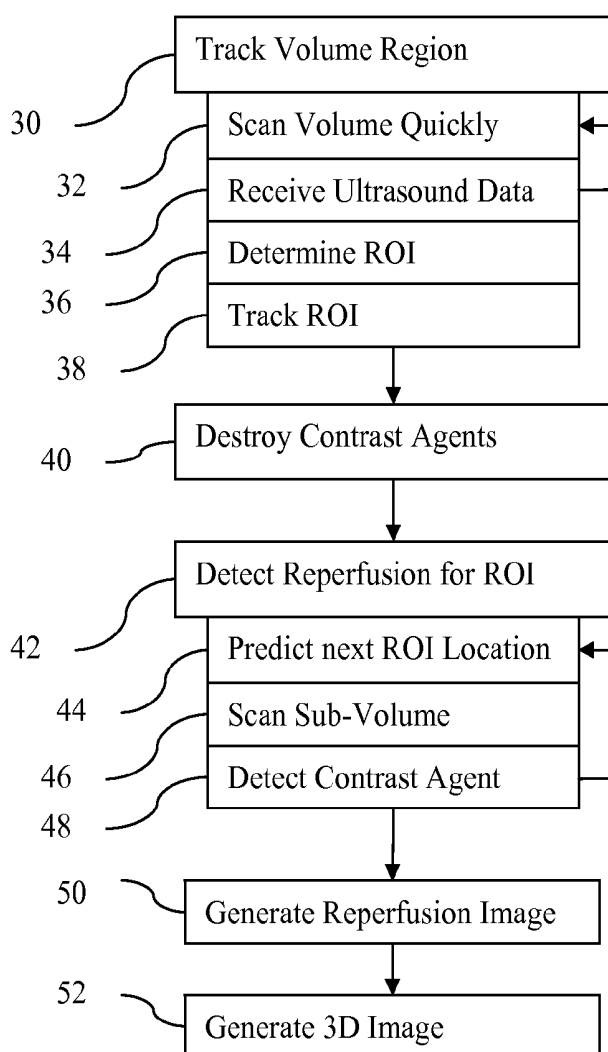 Track Volume Region
30
Scan Volume Quickly
32
Receive Ultrasound Data
34
Determine ROI
36
Track ROI
38
Destroy Contrast Agents
40
Detect Reperfusion for ROI
42
Predict next ROI Location
44
Scan Sub-Volume
46
Detect Contrast Agent
48
50
Generate Reperfusion Image
52
Generate 3D Image